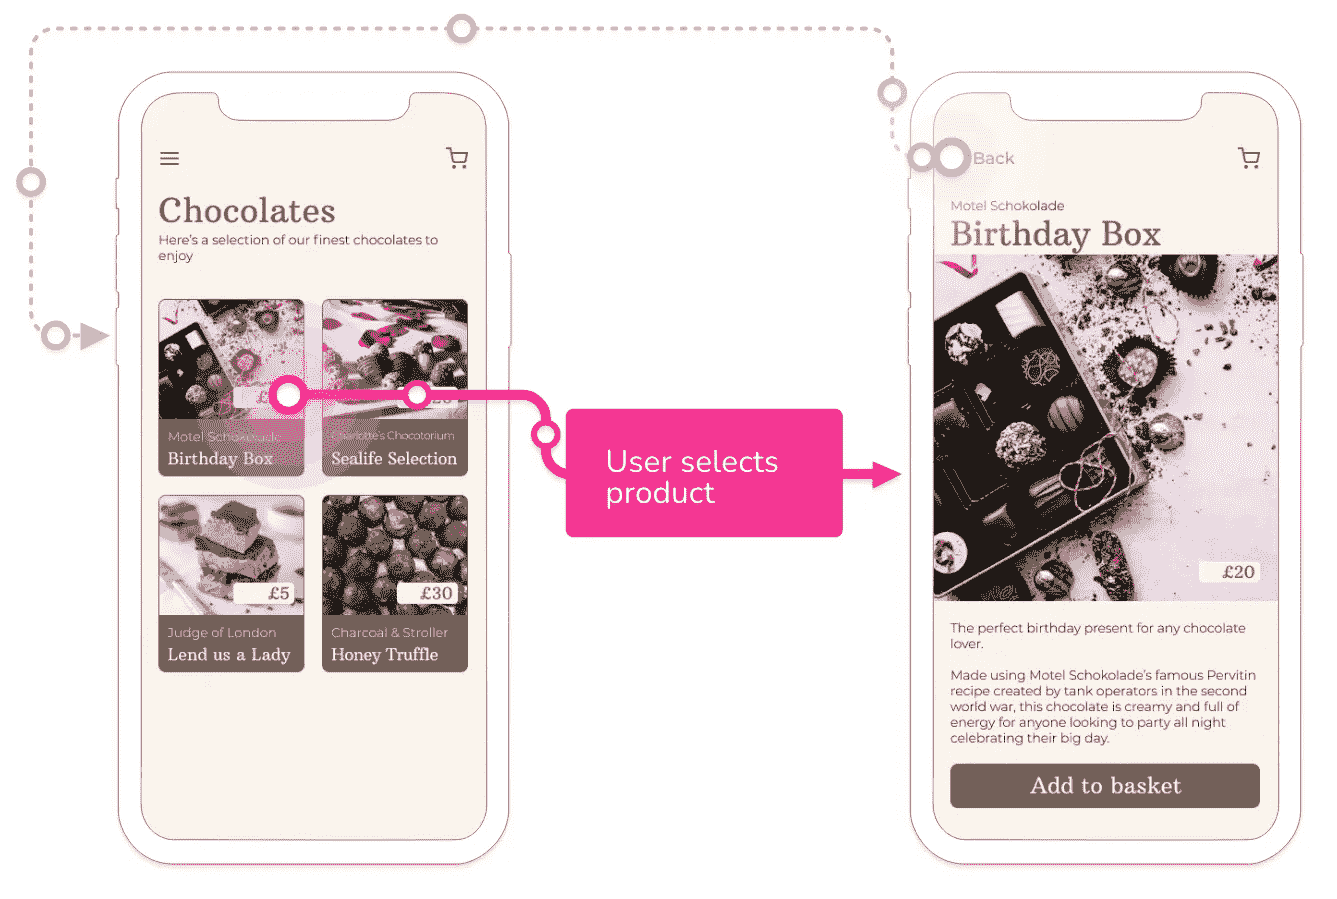 Chocolates
Here's a selection of our finest chocolates to
enjoy
Motel Schokolade
Birthday Box
Charlotte's Chocotorium
Sealife Selection
£5
Judge of London
Lend us a Lady
£30
Charcoal & Stroller
Honey Truffle
User selects
product
Back
Motel Schokolade
Birthday Box
£20
The perfect birthday present for any chocolate
lover.
Made using Motel Schokolade's famous Pervitin
recipe created by tank operators in the second
world war, this chocolate is creamy and full of
energy for anyone looking to party all night
celebrating their big day.
Add to basket